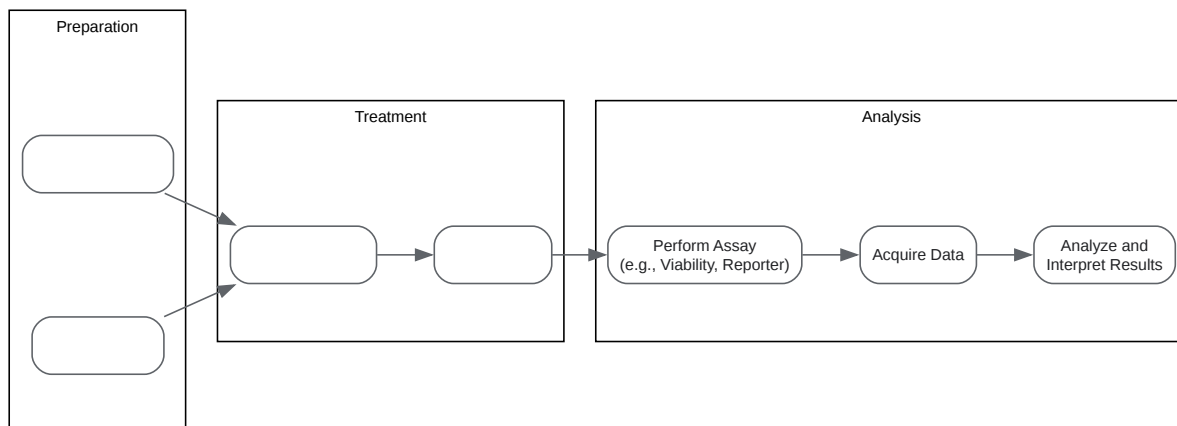 Preparation
Treatment
Analysis
Perform Assay
(e.g., Viability, Reporter)
Acquire Data
Analyze and
Interpret Results